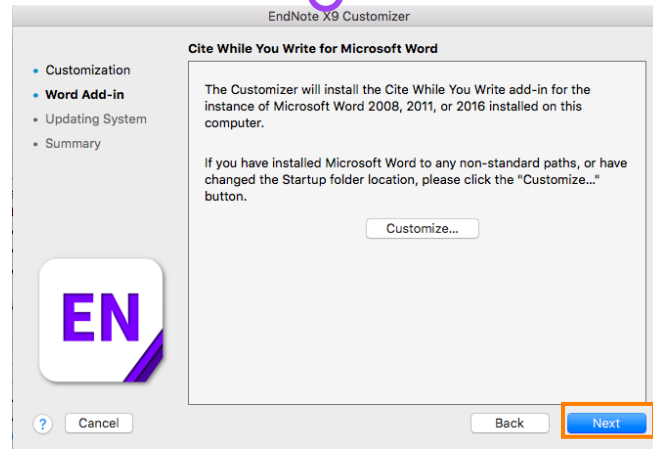 EndNote X9 Customizer
Cite While You Write for Microsoft Word
• Customization
• Word Add-in
• Updating System
• Summary
The Customizer will install the Cite While You Write add-in for the
instance of Microsoft Word 2008, 2011, or 2016 installed on this
computer.
If you have installed Microsoft Word to any non-standard paths, or have
changed the Startup folder location, please click the "Customize..."
button.
Customize...
EN
? Cancel Back Next